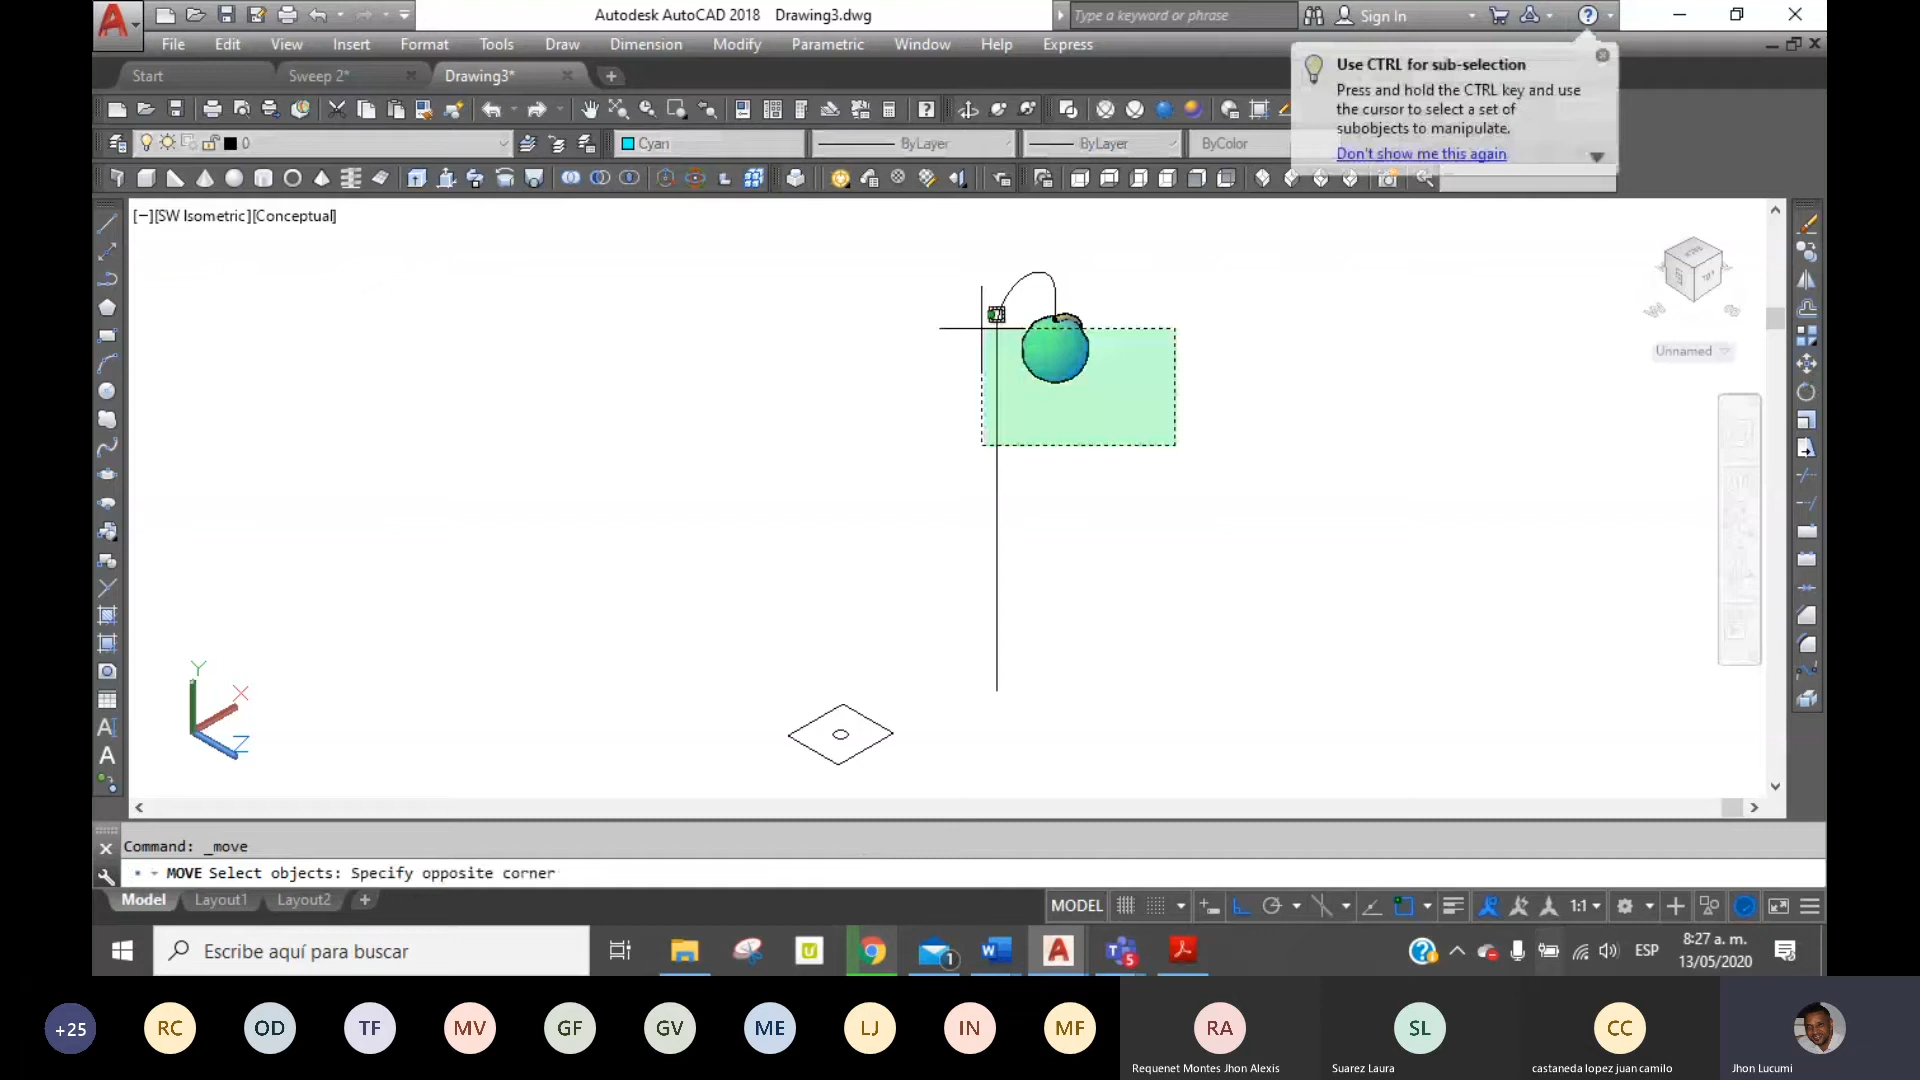 Autodesk AutoCAD 2018 Drawing3.dwg
Type a keyword or phrase
Sign In
File Edit View Insert Format Tools Draw Dimension Modify Parametric Window Help Express
Start
Sweep 2*
Drawing3*
Use CTRL for sub-selection
Press and hold the CTRL key and use
the cursor to select a set of
subobjects to manipulate.
Don't show me this again
0
Cyan
ByLayer
ByLayer
ByColor
[−][SW Isometric][Conceptual]
Unnamed
Y
X
Z
Command: _move
MOVE Select objects: Specify opposite corner
Model Layout1 Layout2
MODEL
1:1
Escribe aquí para buscar
1
5
ESP
8:27 a. m.
13/05/2020
+25
RC
OD
TF
MV
GF
GV
ME
LJ
IN
MF
RA
SL
CC
Requenet Montes Jhon Alexis
Suarez Laura
castaneda lopez juan camilo
Jhon Lucumi